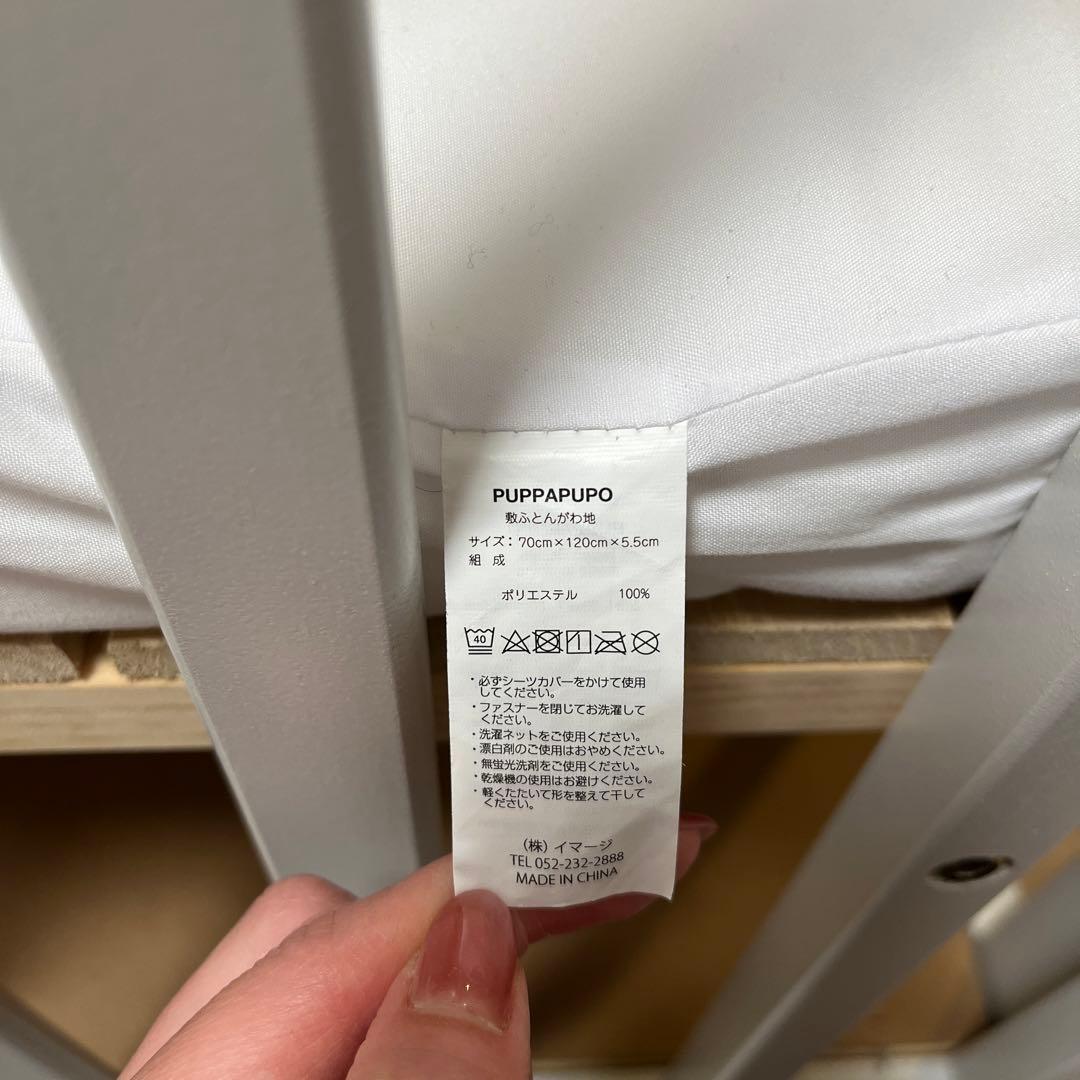 PUPPAPUPO
敷ふとんがわ地
サイズ：70cm×120cm×5.5cm
組 成
ポリエステル 100%
40
・必ずシーツカバーをかけて使用
してください。
・ファスナーを閉じてお洗濯して
ください。
・洗濯ネットをご使用ください。
・漂白剤のご使用はおやめください。
・無蛍光洗剤をご使用ください。
・乾燥機の使用はお避けください。
・軽くたたいて形を整えて干して
ください。
（株）イマージ
TEL 052-232-2888
MADE IN CHINA